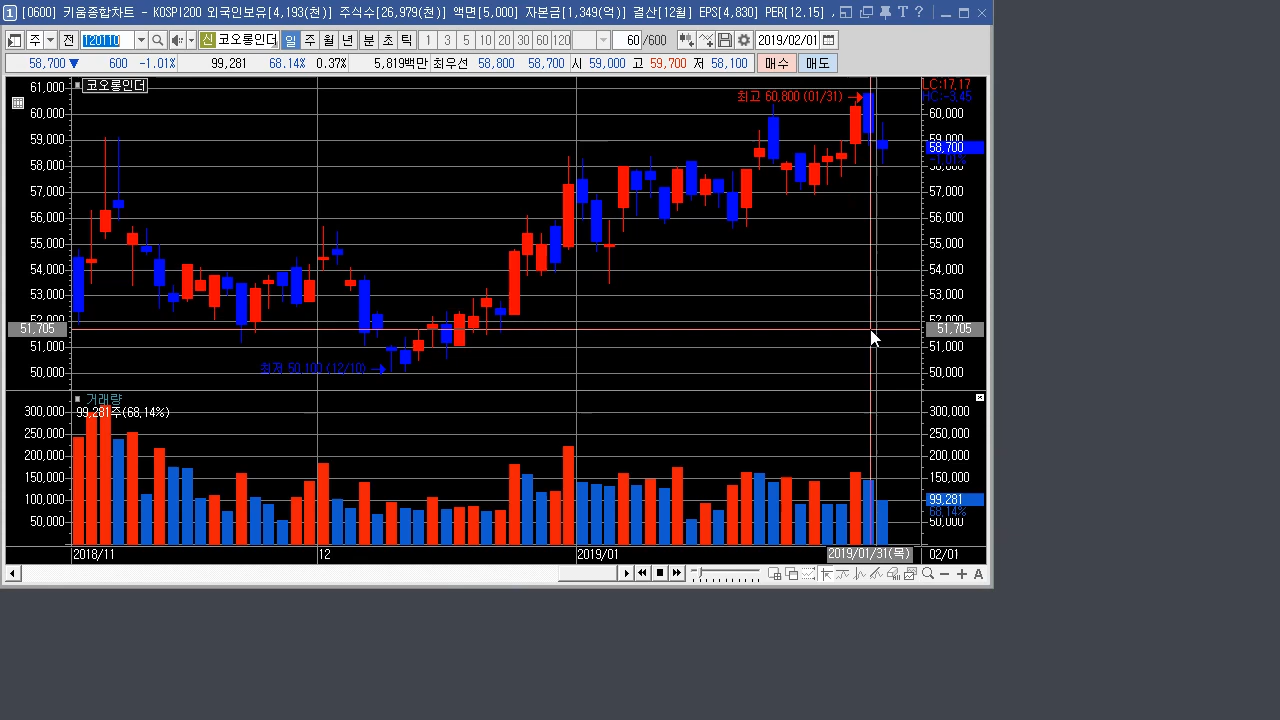 1 [0600] 키움종합차트 - KOSPI200 외국인보유[4,193(천)] 주식수[26,979(천)] 액면[5,000] 자본금[1,349(억)] 결산[12월] EPS[4,830] PER[12.15] , T ?
주 전 120110 신 코오롱인더 일 주 월 년 분 초 틱 1 3 5 10 20 30 60 120 60 /600 2019/02/01
58,700 ▼ 600 -1.01% 99,281 68.14% 0.37% 5,819백만 최우선 58,800 58,700 시 59,000 고 59,700 저 58,100 매수 매도
코오롱인더
LC:17.17
HC:-3.45
최고 60,800 (01/31)
최저 50,100 (12/10)
61,000
60,000 60,000
59,000 59,000
58,700
-1.01%
58,000 58,000
57,000 57,000
56,000 56,000
55,000 55,000
54,000 54,000
53,000 53,000
52,000 52,000
51,705 51,705
51,000 51,000
50,000 50,000
거래량
99,281주(68.14%)
300,000 300,000
250,000 250,000
200,000 200,000
150,000 150,000
100,000 99,281
68.14%
50,000 50,000
2018/11 12 2019/01 2019/01/31(목) 02/01
A